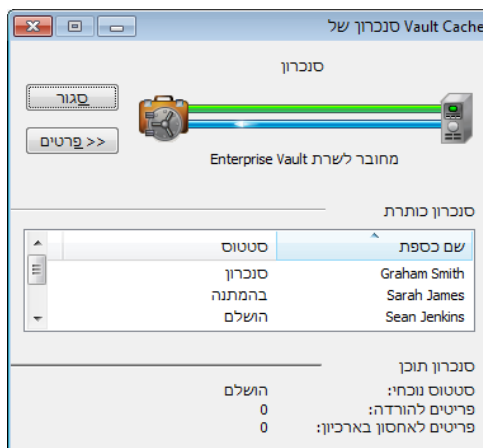 סנכרון של Vault Cache
סנכרון
סגור
פרטים >>
מחובר לשרת Enterprise Vault
סנכרון כותרת
שם כספת סטטוס
Graham Smith סנכרון
Sarah James בהמתנה
Sean Jenkins הושלם
סנכרון תוכן
סטטוס נוכחי: הושלם
פריטים להורדה: 0
פריטים לאחסון בארכיון: 0